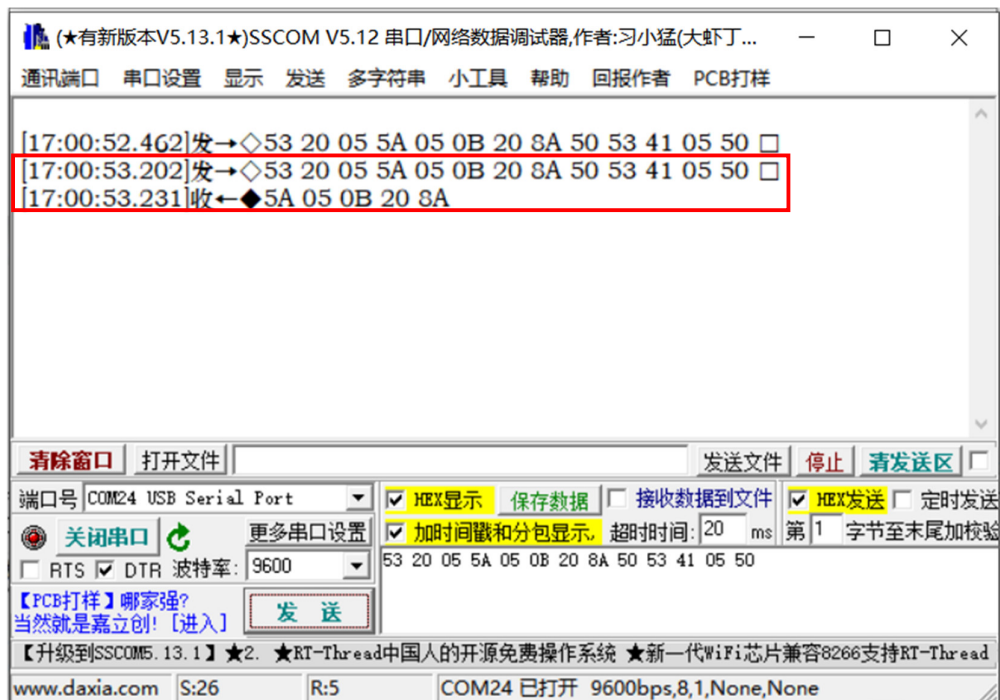 (★有新版本V5.13.1★)SSCOM V5.12 串口/网络数据调试器,作者:习小猛(大虾丁丁...
通讯端口 串口设置 显示 发送 多字符串 小工具 帮助 回报作者 PCB打样
[17:00:52.462]发→◇53 20 05 5A 05 0B 20 8A 50 53 41 05 50 □
[17:00:53.202]发→◇53 20 05 5A 05 0B 20 8A 50 53 41 05 50 □
[17:00:53.231]收←◆5A 05 0B 20 8A
清除窗口 打开文件 发送文件 停止 清发送区
端口号 COM24 USB Serial Port HEX显示 保存数据 接收数据到文件 HEX发送 定时发送
关闭串口 更多串口设置 加时间戳和分包显示, 超时时间: 20 ms 第 1 字节至末尾加校验
RTS DTR 波特率: 9600 53 20 05 5A 05 0B 20 8A 50 53 41 05 50
【PCB打样】哪家强?
当然就是嘉立创! [进入] 发 送
【升级到SSCOM5.13.1】★2. ★RT-Thread中国人的开源免费操作系统 ★新一代WiFi芯片兼容8266支持RT-Thread
www.daxia.com S:26 R:5 COM24 已打开 9600bps,8,1,None,None